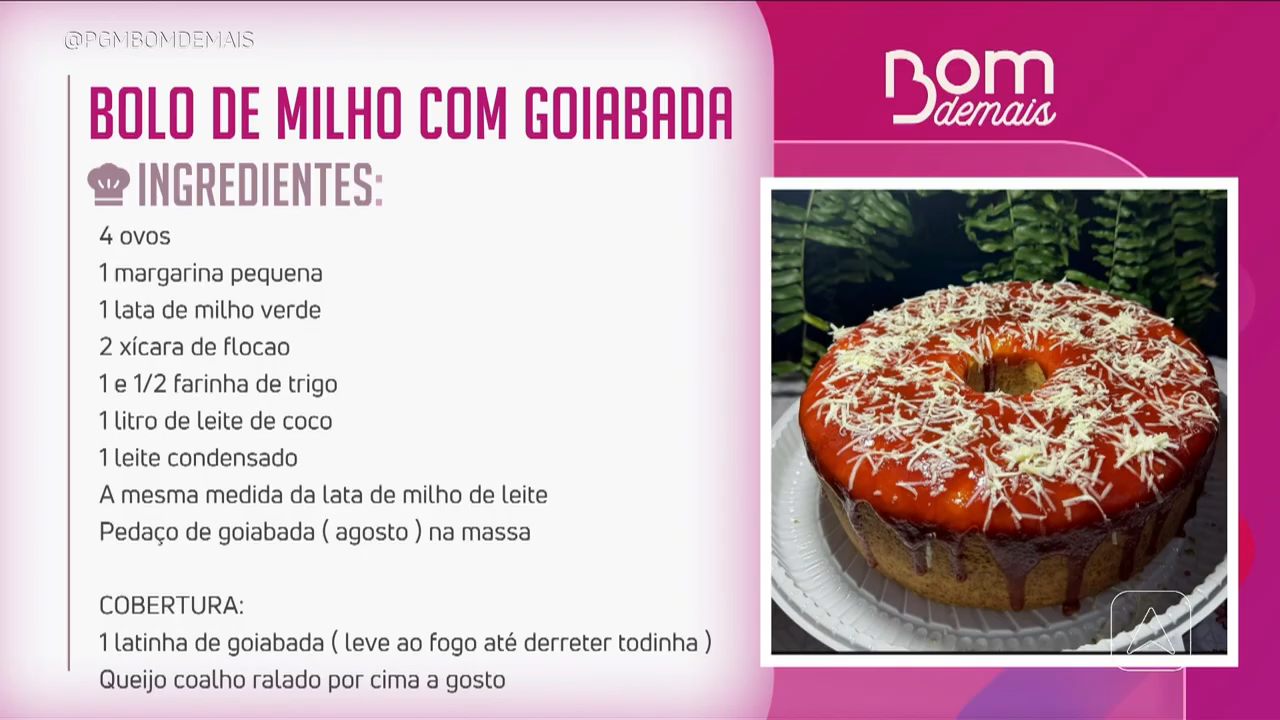 @PGMBOMDEMAIS
BOLO DE MILHO COM GOIABADA
INGREDIENTES:
4 ovos
1 margarina pequena
1 lata de milho verde
2 xícara de flocao
1 e 1/2 farinha de trigo
1 litro de leite de coco
1 leite condensado
A mesma medida da lata de milho de leite
Pedaço de goiabada ( agosto ) na massa
COBERTURA:
1 latinha de goiabada ( leve ao fogo até derreter todinha )
Queijo coalho ralado por cima a gosto
Bom
demais